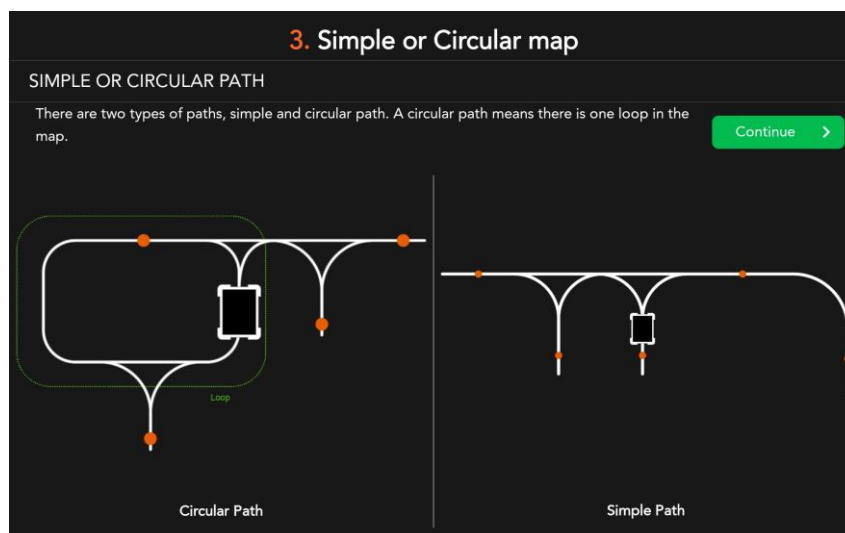 3. Simple or Circular map
SIMPLE OR CIRCULAR PATH
There are two types of paths, simple and circular path. A circular path means there is one loop in the
map.
Continue
Loop
Circular Path
Simple Path